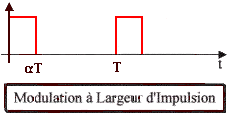 αT T t
Modulation à Largeur d'Impulsion